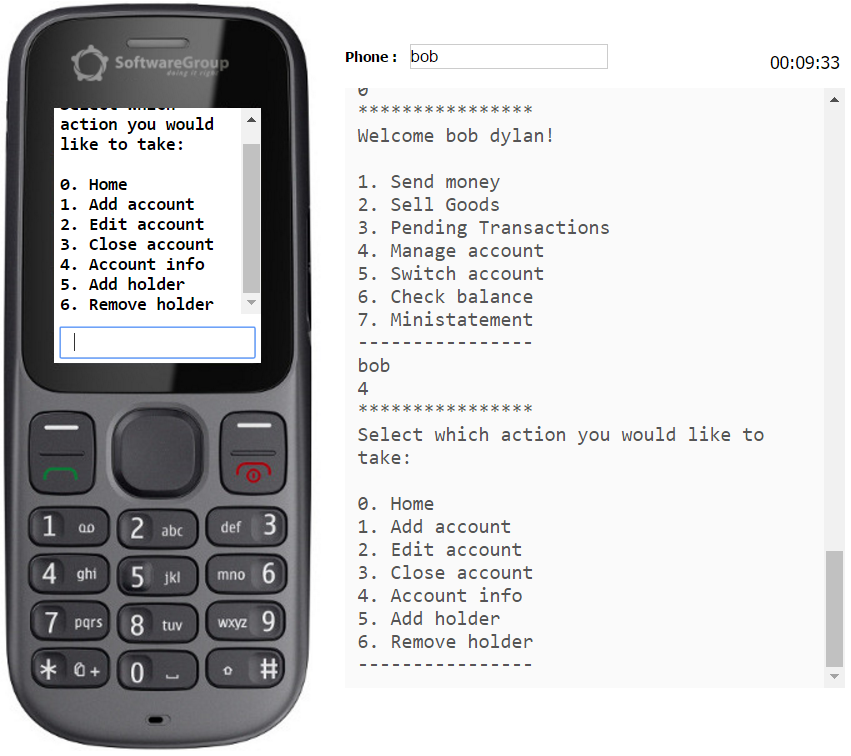 SoftwareGroup
doing it right
Select which
action you would
like to take:
0. Home
1. Add account
2. Edit account
3. Close account
4. Account info
5. Add holder
6. Remove holder
1
2 abc
def 3
4 ghi
5 jkl
mno 6
7 pqrs
8 tuv
wxyz 9
* +
0
#
Phone: bob
00:09:33
0
****************
Welcome bob dylan!
1. Send money
2. Sell Goods
3. Pending Transactions
4. Manage account
5. Switch account
6. Check balance
7. Ministatement
----------------
bob
4
****************
Select which action you would like to
take:
0. Home
1. Add account
2. Edit account
3. Close account
4. Account info
5. Add holder
6. Remove holder
----------------